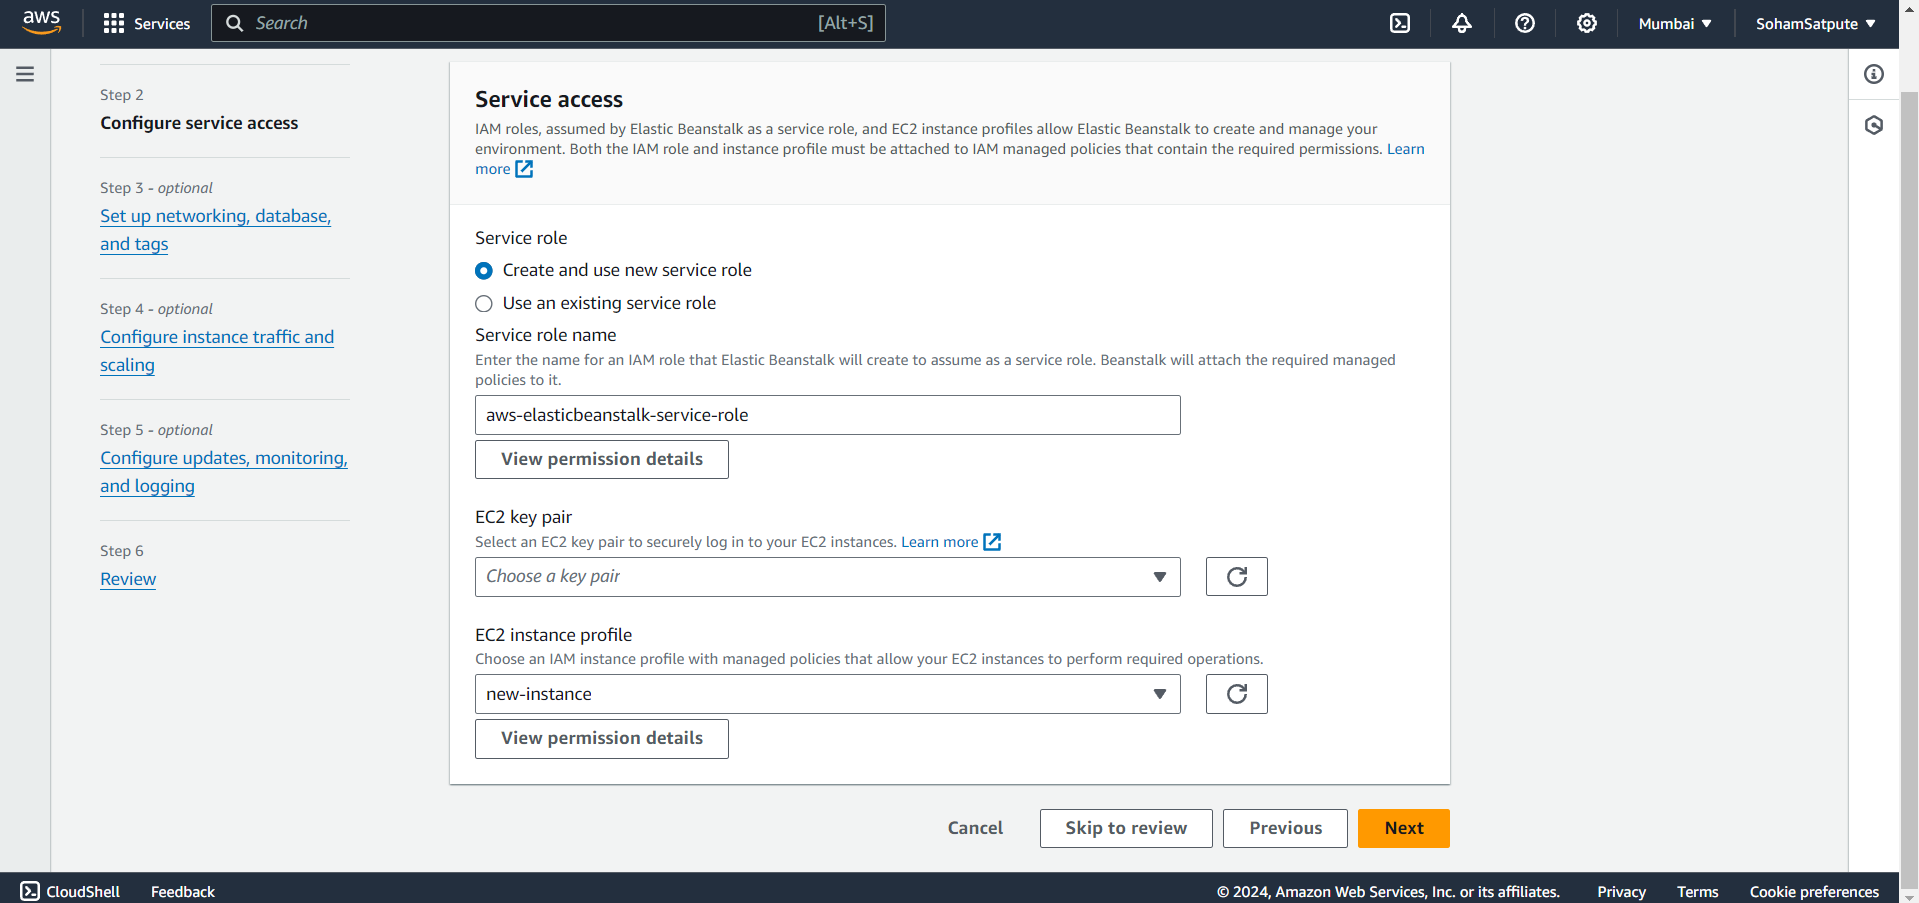 aws
Services
Search
[Alt+S]
Mumbai
SohamSatpute
Step 2
Configure service access
Step 3 - optional
Set up networking, database,
and tags
Step 4 - optional
Configure instance traffic and
scaling
Step 5 - optional
Configure updates, monitoring,
and logging
Step 6
Review
Service access
IAM roles, assumed by Elastic Beanstalk as a service role, and EC2 instance profiles allow Elastic Beanstalk to create and manage your
environment. Both the IAM role and instance profile must be attached to IAM managed policies that contain the required permissions. Learn
more
Service role
Create and use new service role
Use an existing service role
Service role name
Enter the name for an IAM role that Elastic Beanstalk will create to assume as a service role. Beanstalk will attach the required managed
policies to it.
aws-elasticbeanstalk-service-role
View permission details
EC2 key pair
Select an EC2 key pair to securely log in to your EC2 instances. Learn more
Choose a key pair
EC2 instance profile
Choose an IAM instance profile with managed policies that allow your EC2 instances to perform required operations.
new-instance
View permission details
Cancel
Skip to review
Previous
Next
CloudShell
Feedback
© 2024, Amazon Web Services, Inc. or its affiliates.
Privacy
Terms
Cookie preferences